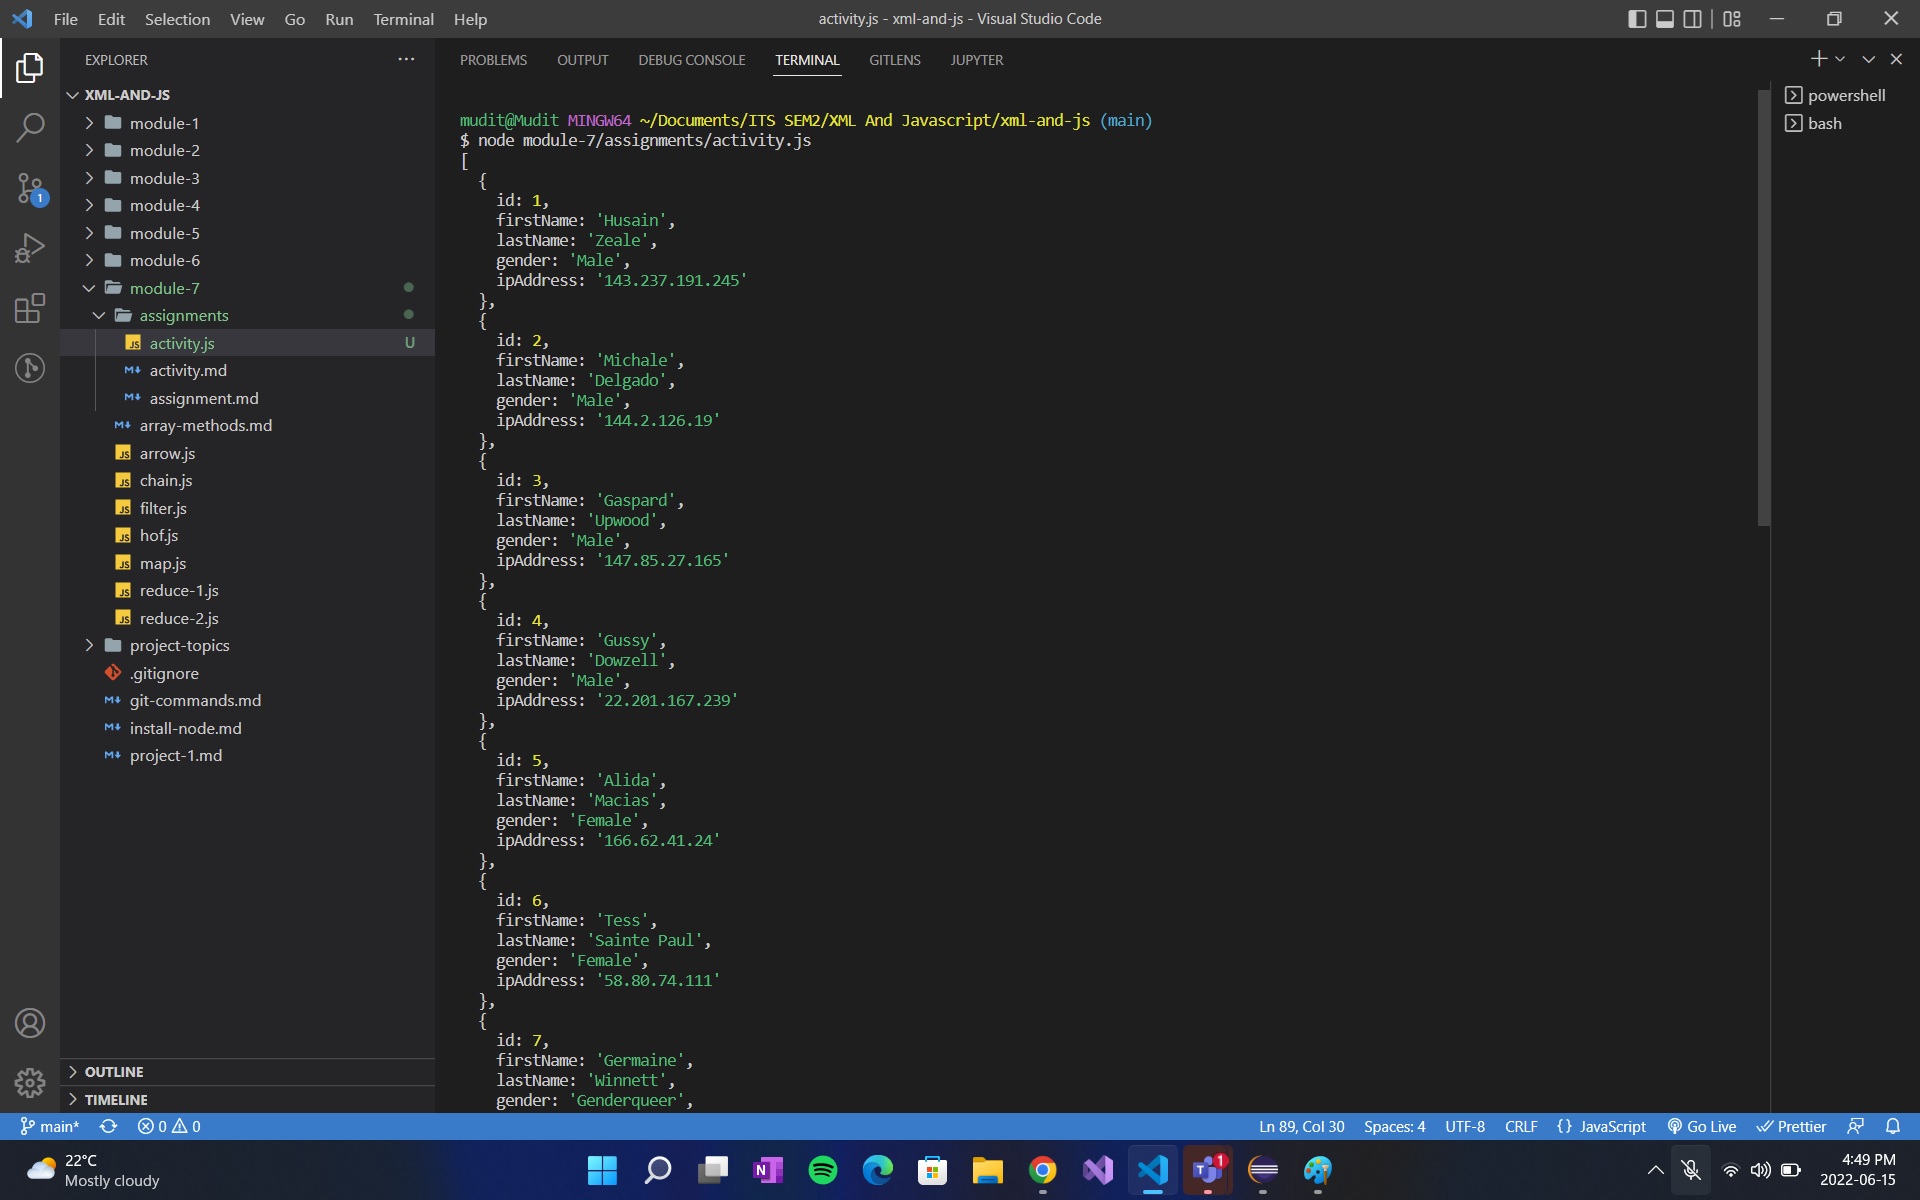 File Edit Selection View Go Run Terminal Help
activity.js - xml-and-js - Visual Studio Code
EXPLORER
PROBLEMS OUTPUT DEBUG CONSOLE TERMINAL GITLENS JUPYTER
XML-AND-JS
module-1
module-2
module-3
module-4
1
module-5
module-6
module-7
assignments
JS activity.js U
M activity.md
M assignment.md
M array-methods.md
JS arrow.js
JS chain.js
JS filter.js
JS hof.js
JS map.js
JS reduce-1.js
JS reduce-2.js
project-topics
.gitignore
M git-commands.md
M install-node.md
M project-1.md
OUTLINE
TIMELINE
mudit@Mudit MINGW64 ~/Documents/ITS SEM2/XML And Javascript/xml-and-js (main)
$ node module-7/assignments/activity.js
[
{
id: 1,
firstName: 'Husain',
lastName: 'Zeale',
gender: 'Male',
ipAddress: '143.237.191.245'
},
{
id: 2,
firstName: 'Michale',
lastName: 'Delgado',
gender: 'Male',
ipAddress: '144.2.126.19'
},
{
id: 3,
firstName: 'Gaspard',
lastName: 'Upwood',
gender: 'Male',
ipAddress: '147.85.27.165'
},
{
id: 4,
firstName: 'Gussy',
lastName: 'Dowzell',
gender: 'Male',
ipAddress: '22.201.167.239'
},
{
id: 5,
firstName: 'Alida',
lastName: 'Macias',
gender: 'Female',
ipAddress: '166.62.41.24'
},
{
id: 6,
firstName: 'Tess',
lastName: 'Sainte Paul',
gender: 'Female',
ipAddress: '58.80.74.111'
},
{
id: 7,
firstName: 'Germaine',
lastName: 'Winnett',
gender: 'Genderqueer',
powershell
bash
main* 0 0
Ln 89, Col 30 Spaces: 4 UTF-8 CRLF {} JavaScript Go Live Prettier
22°C
Mostly cloudy
N
T 1
4:49 PM
2022-06-15